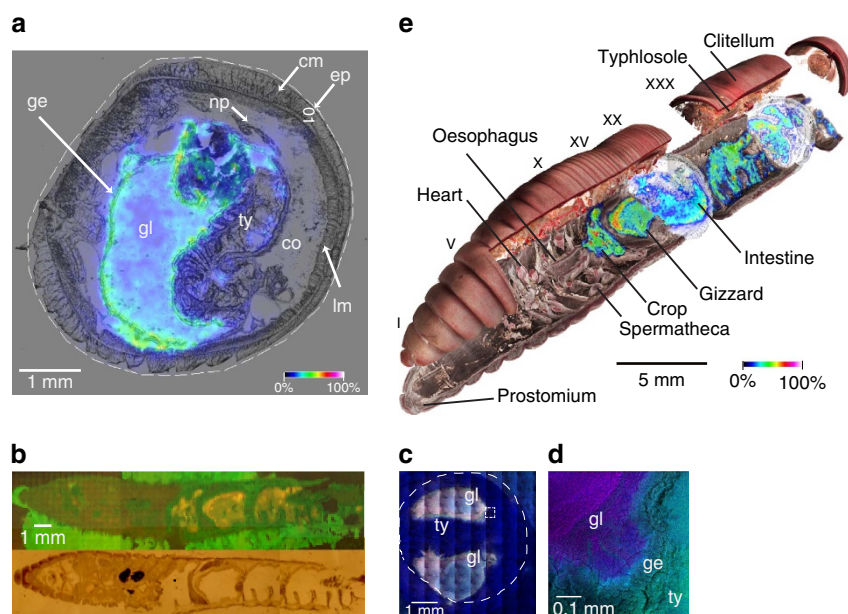 a
cm
ep
01
np
ge
gl
ty
co
lm
1 mm
0% 100%
e
Clitellum
Typhlosole
XXX
XX
Oesophagus
XV
X
Heart
V
I
Intestine
Gizzard
Crop
Spermatheca
Prostomium
5 mm
0% 100%
b
1 mm
c
gl
ty
gl
1 mm
d
gl
ge
ty
0.1 mm